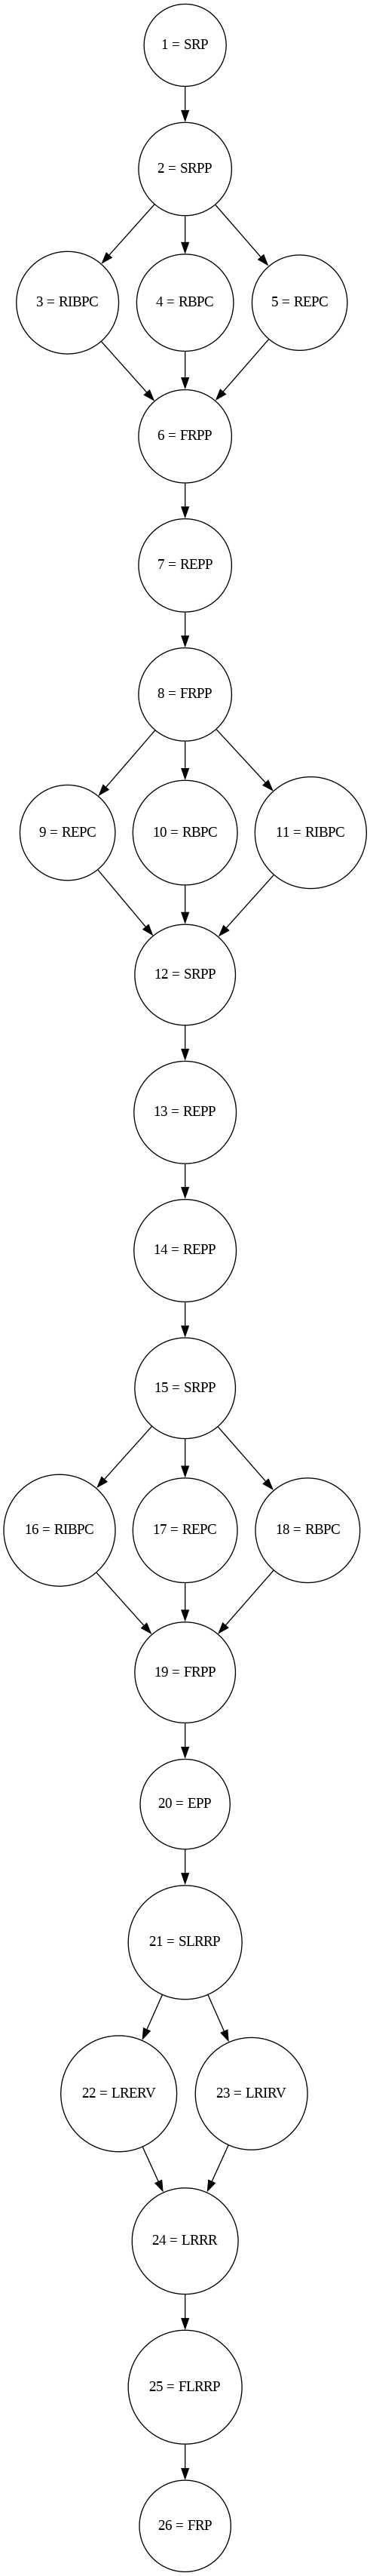 1 = SRP
2 = SRPP
3 = RIBPC
4 = RBPC
5 = REPC
6 = FRPP
7 = REPP
8 = FRPP
9 = REPC
10 = RBPC
11 = RIBPC
12 = SRPP
13 = REPP
14 = REPP
15 = SRPP
16 = RIBPC
17 = REPC
18 = RBPC
19 = FRPP
20 = EPP
21 = SLRRP
22 = LRERV
23 = LRIRV
24 = LRRR
25 = FLRRP
26 = FRP